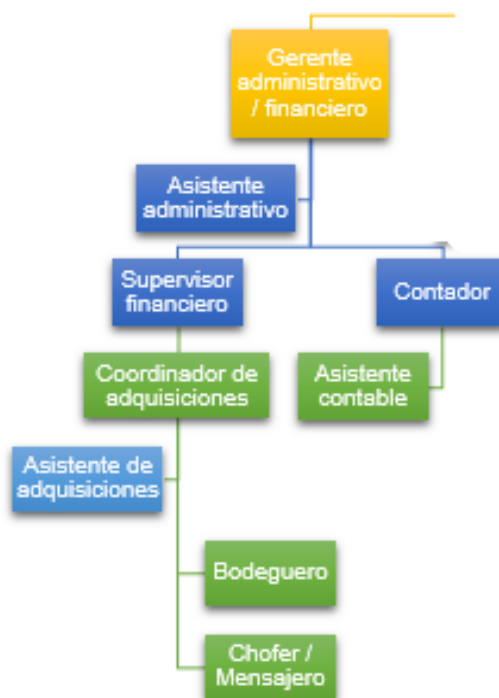 Gerente
administrativo
/ financiero
Asistente
administrativo
Supervisor
financiero
Contador
Coordinador de
adquisiciones
Asistente
contable
Asistente de
adquisiciones
Bodeguero
Chofer /
Mensajero